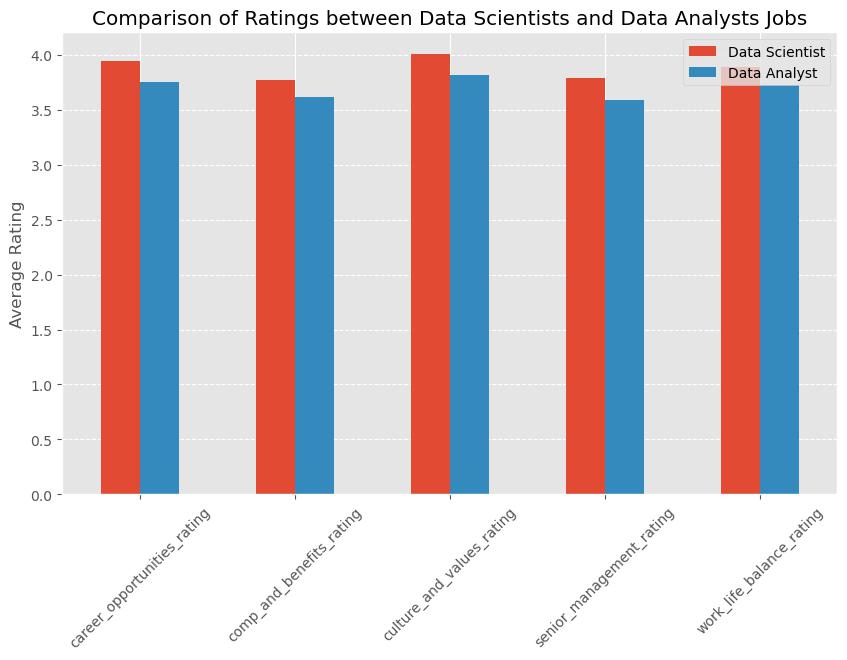 Comparison of Ratings between Data Scientists and Data Analysts Jobs
Data Scientist
Data Analyst
Average Rating
4.0
3.5
3.0
2.5
2.0
1.5
1.0
0.5
0.0
career_opportunities_rating
comp_and_benefits_rating
culture_and_values_rating
senior_management_rating
work_life_balance_rating